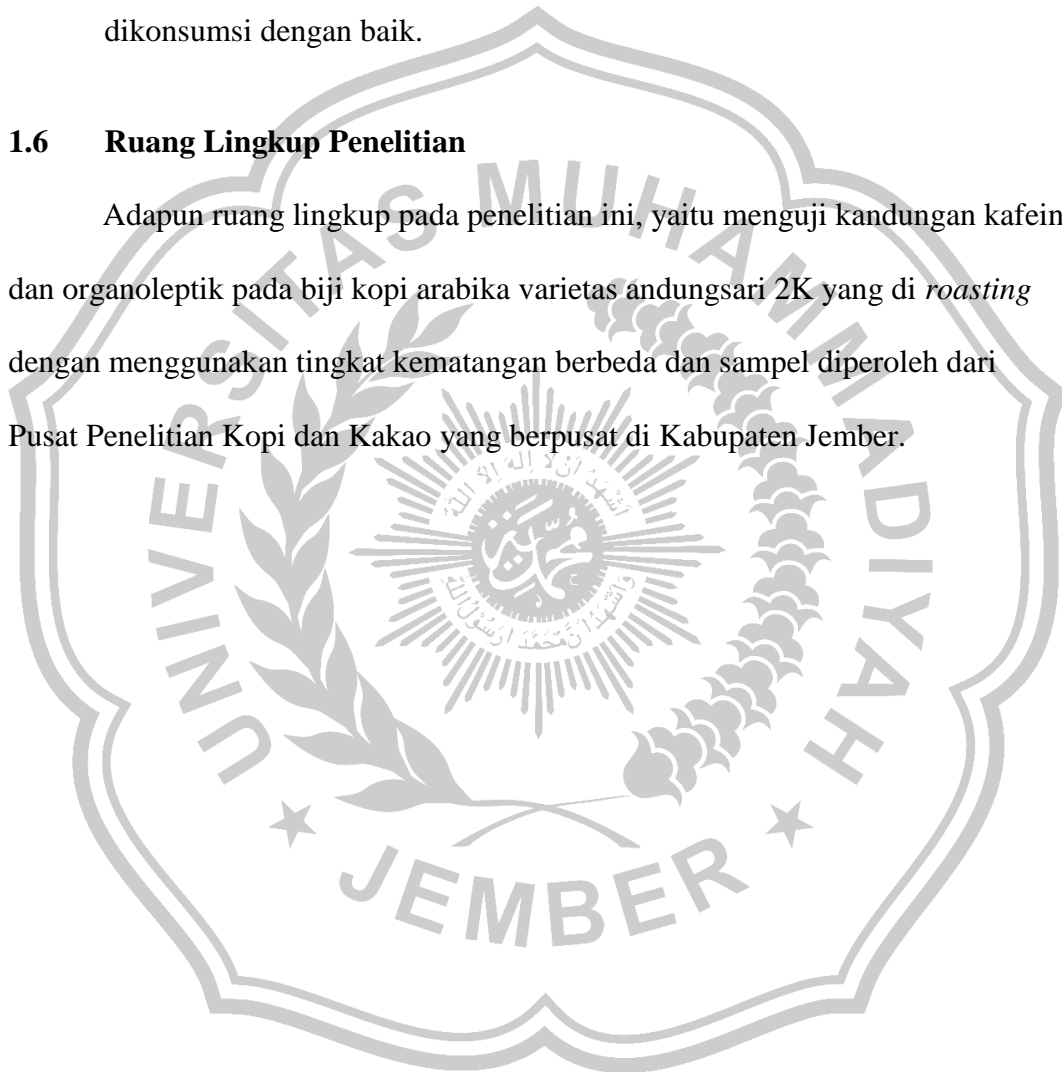 dikonsumsi dengan baik.
1.6 Ruang Lingkup Penelitian
Adapun ruang lingkup pada penelitian ini, yaitu menguji kandungan kafein
dan organoleptik pada biji kopi arabika varietas andungsari 2K yang di roasting
dengan menggunakan tingkat kematangan berbeda dan sampel diperoleh dari
Pusat Penelitian Kopi dan Kakao yang berpusat di Kabupaten Jember.
UNIVERSITAS MUHAMMADIYAH
JEMBER